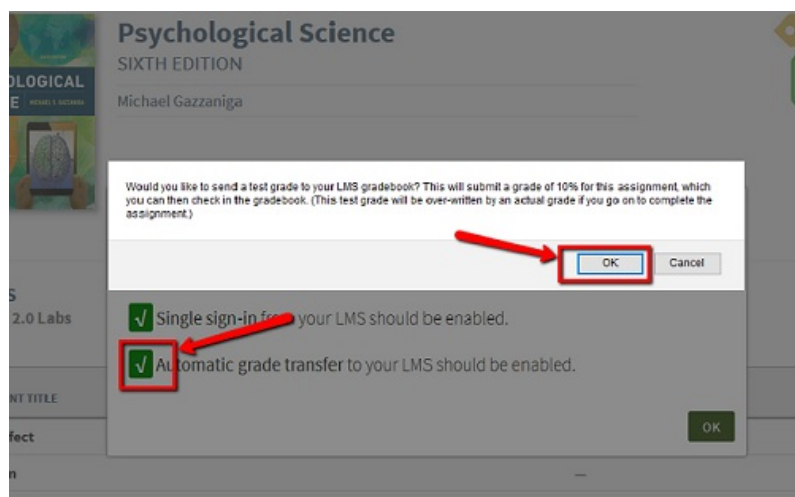 Psychological Science
SIXTH EDITION
OLOGICAL
E MICHAEL S. GAZZANIGA
Michael Gazzaniga
Would you like to send a test grade to your LMS gradebook? This will submit a grade of 10% for this assignment, which
you can then check in the gradebook. (This test grade will be over-written by an actual grade if you go on to complete the
assignment.)
OK Cancel
S
2.0 Labs
√ Single sign-in from your LMS should be enabled.
√ Automatic grade transfer to your LMS should be enabled.
NT TITLE
OK
fect
n